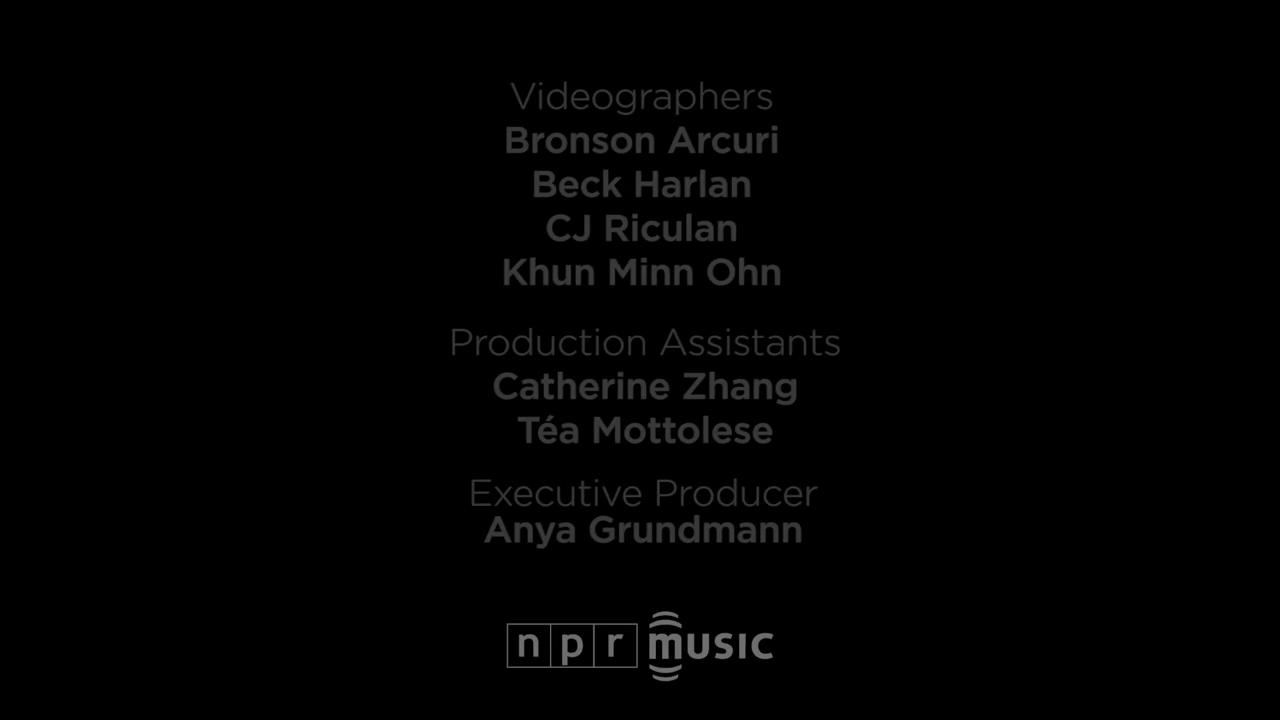 Videographers
Bronson Arcuri
Beck Harlan
CJ Riculan
Khun Minn Ohn
Production Assistants
Catherine Zhang
Téa Mottolese
Executive Producer
Anya Grundmann
npr music